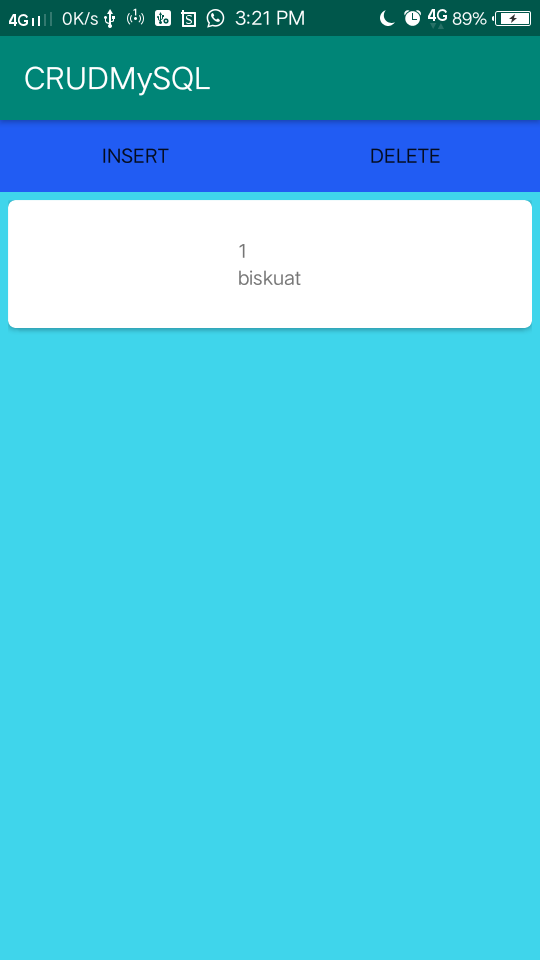 4G 0K/s 3:21 PM 4G 89%
CRUDMySQL
INSERT DELETE
1
biskuat